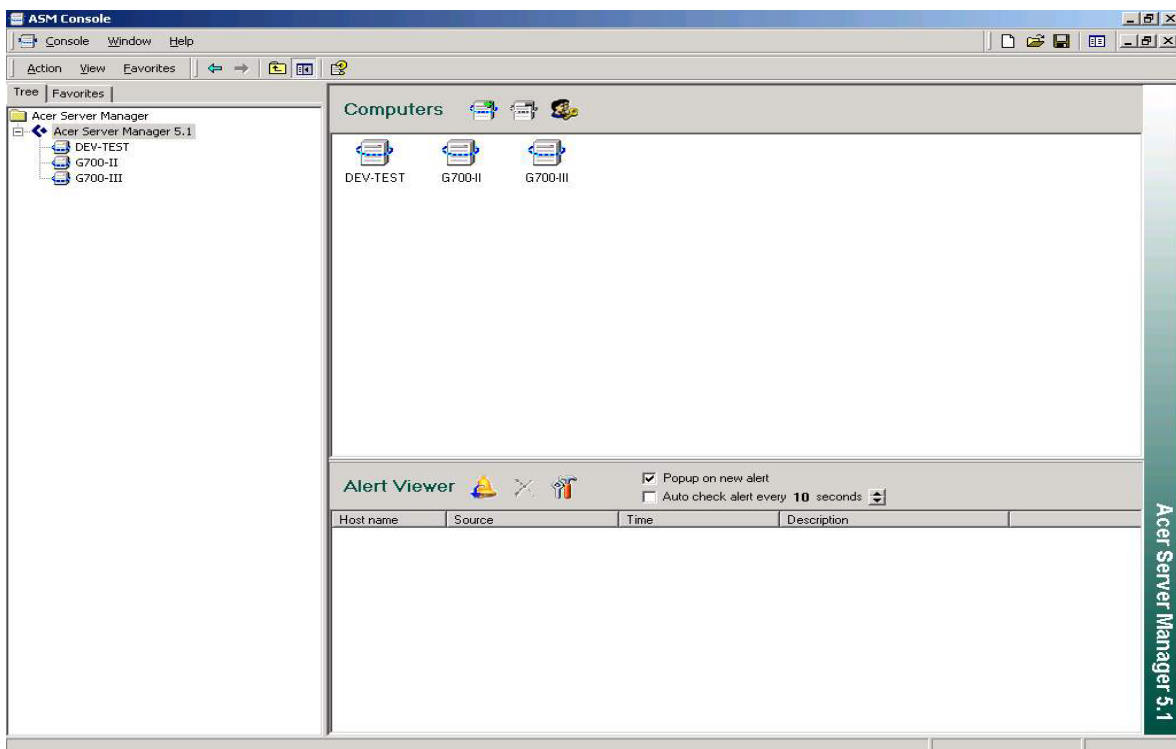 ASM Console
Console Window Help
Action View Favorites
Tree Favorites
Acer Server Manager
Acer Server Manager 5.1
DEV-TEST
G700-II
G700-III
Computers
DEV-TEST G700-II G700-III
Alert Viewer
Popup on new alert
Auto check alert every 10 seconds
Host name Source Time Description
Acer Server Manager 5.1